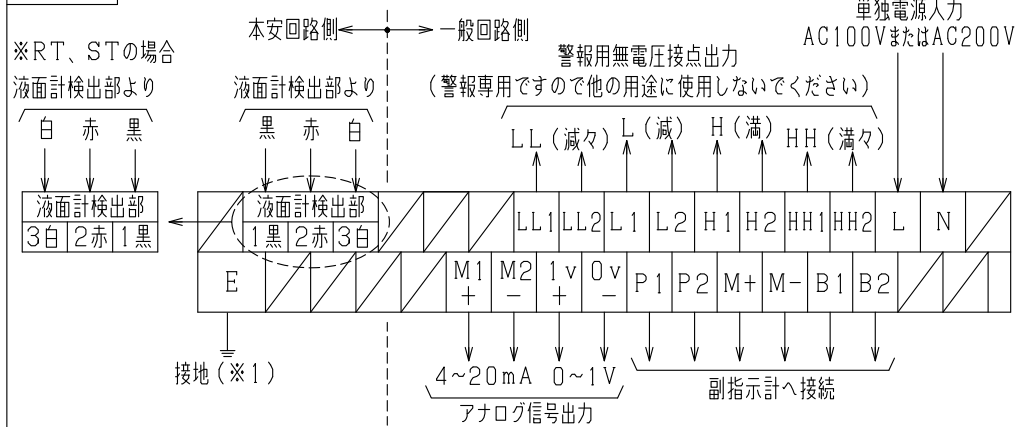 本安回路側
一般回路側
単独電源入力
AC100VまたはAC200V
※RT、STの場合
液面計検出部より
液面計検出部より
警報用無電圧接点出力
(警報専用ですので他の用途に使用しないでください)
白 赤 黒
黒 赤 白
LL(減々) L(減) H(満) HH(満々)
液面計検出部
3白 2赤 1黒
液面計検出部
1黒 2赤 3白
LL1 LL2 L1 L2 H1 H2 HH1 HH2 L N
E M1+ M2- 1v+ 0v- P1 P2 M+ M- B1 B2
接地(※1)
4~20mA 0~1V
アナログ信号出力
副指示計へ接続